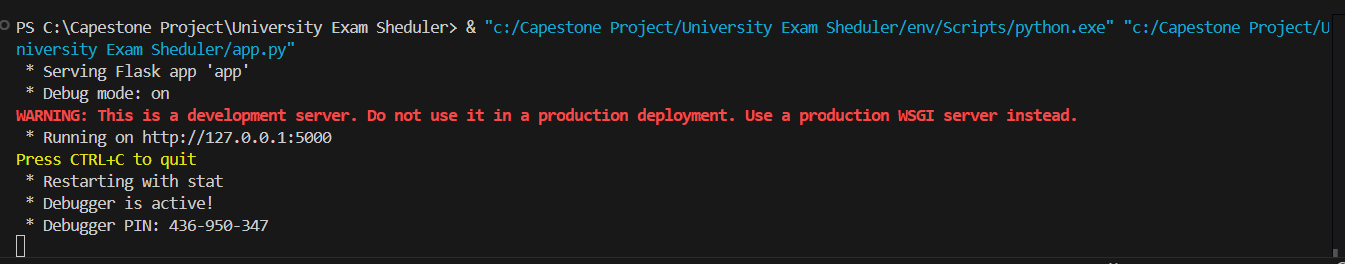 PS C:\Capestone Project\University Exam Sheduler> & "c:/Capestone Project/University Exam Sheduler/env/Scripts/python.exe" "c:/Capestone Project/U
niversity Exam Sheduler/app.py"
 * Serving Flask app 'app'
 * Debug mode: on
WARNING: This is a development server. Do not use it in a production deployment. Use a production WSGI server instead.
 * Running on http://127.0.0.1:5000
Press CTRL+C to quit
 * Restarting with stat
 * Debugger is active!
 * Debugger PIN: 436-950-347